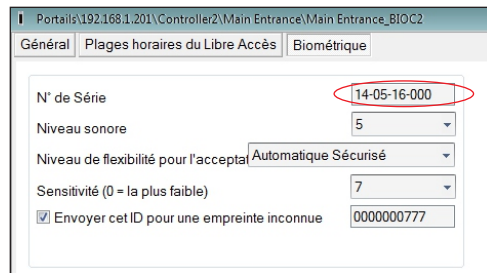 Portails\192.168.1.201\Controller2\Main Entrance\Main Entrance_BIOC2
Général Plages horaires du Libre Accès Biométrique
N° de Série 14-05-16-000
Niveau sonore 5
Niveau de flexibilité pour l'acceptat Automatique Sécurisé
Sensitivité (0 = la plus faible) 7
Envoyer cet ID pour une empreinte inconnue 0000000777